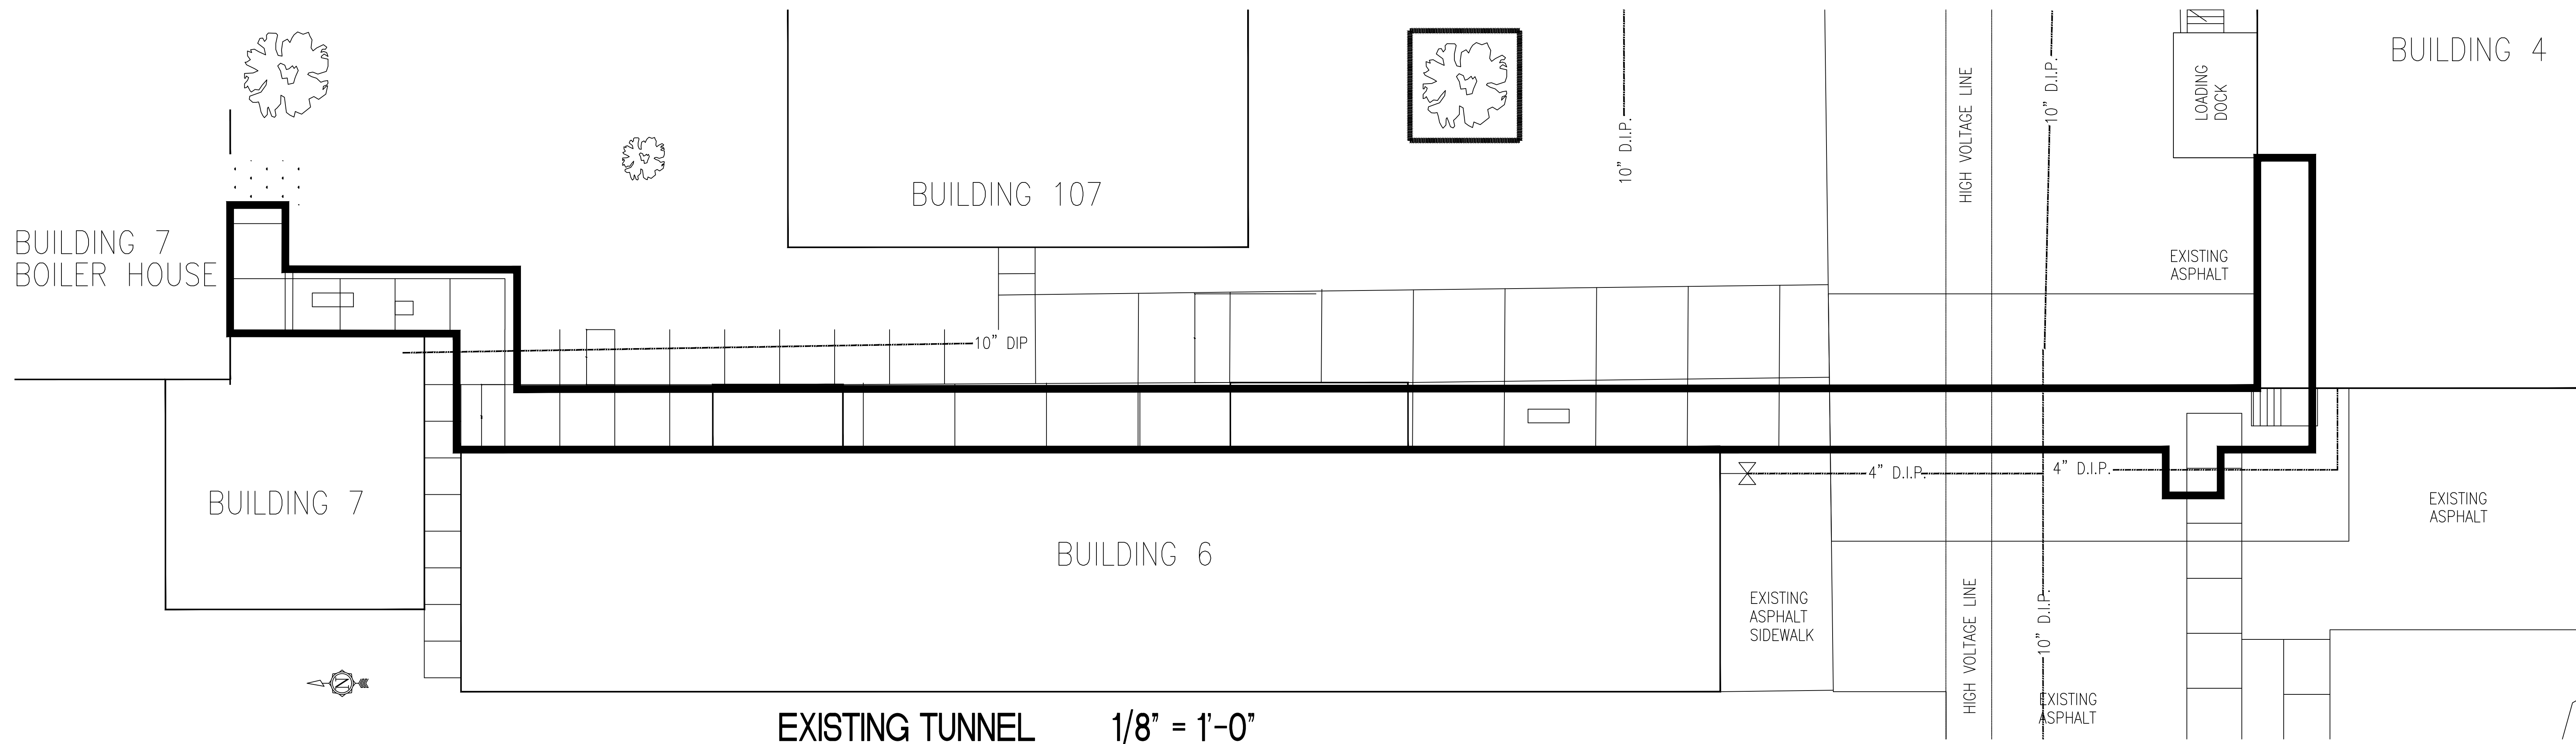 BUILDING 4
LOADING
DOCK
10" D.I.P.
HIGH VOLTAGE LINE
10" D.I.P.
BUILDING 107
BUILDING 7
BOILER HOUSE
EXISTING
ASPHALT
10" DIP
4" D.I.P.
4" D.I.P.
BUILDING 7
EXISTING
ASPHALT
BUILDING 6
EXISTING
ASPHALT
SIDEWALK
HIGH VOLTAGE LINE
10" D.I.P.
N
EXISTING
ASPHALT
EXISTING TUNNEL 1/8" = 1'-0"